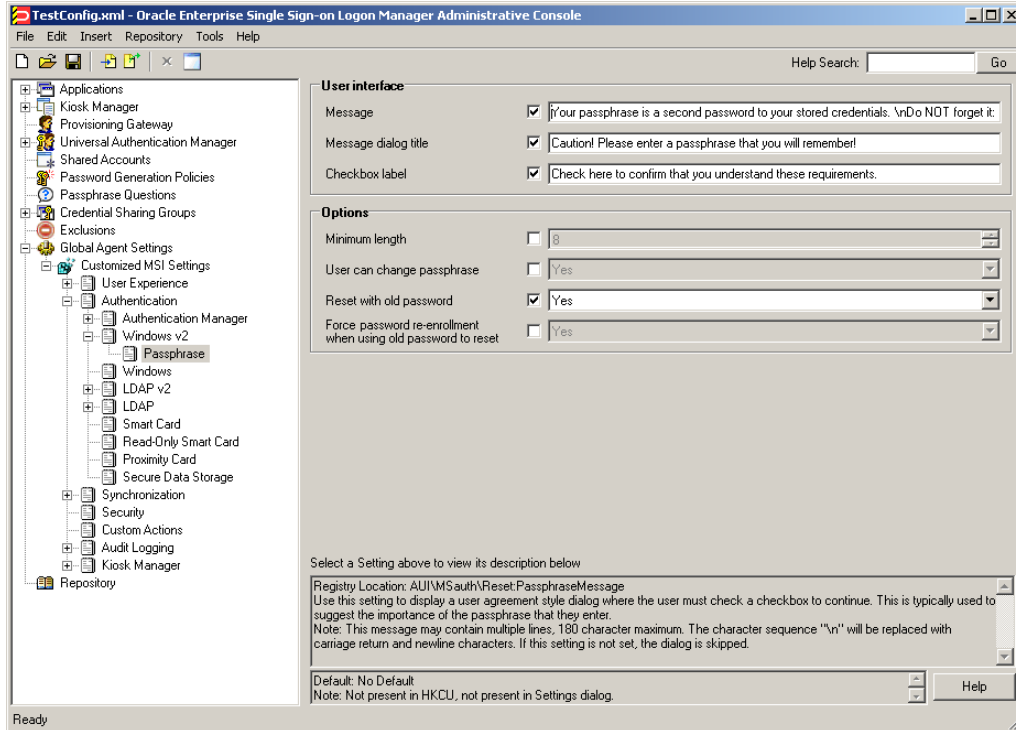 TestConfig.xml - Oracle Enterprise Single Sign-on Logon Manager Administrative Console
File Edit Insert Repository Tools Help
Help Search: Go
Applications
Kiosk Manager
Provisioning Gateway
Universal Authentication Manager
Shared Accounts
Password Generation Policies
Passphrase Questions
Credential Sharing Groups
Exclusions
Global Agent Settings
Customized MSI Settings
User Experience
Authentication
Authentication Manager
Windows v2
Passphrase
Windows
LDAP v2
LDAP
Smart Card
Read-Only Smart Card
Proximity Card
Secure Data Storage
Synchronization
Security
Custom Actions
Audit Logging
Kiosk Manager
Repository
User interface
Message Your passphrase is a second password to your stored credentials. \nDo NOT forget it:
Message dialog title Caution! Please enter a passphrase that you will remember!
Checkbox label Check here to confirm that you understand these requirements.
Options
Minimum length 8
User can change passphrase Yes
Reset with old password Yes
Force password re-enrollment
when using old password to reset Yes
Select a Setting above to view its description below
Registry Location: AUI\MSauth\Reset:PassphraseMessage
Use this setting to display a user agreement style dialog where the user must check a checkbox to continue. This is typically used to
suggest the importance of the passphrase that they enter.
Note: This message may contain multiple lines, 180 character maximum. The character sequence "\n" will be replaced with
carriage return and newline characters. If this setting is not set, the dialog is skipped.
Default: No Default
Note: Not present in HKCU, not present in Settings dialog.
Help
Ready